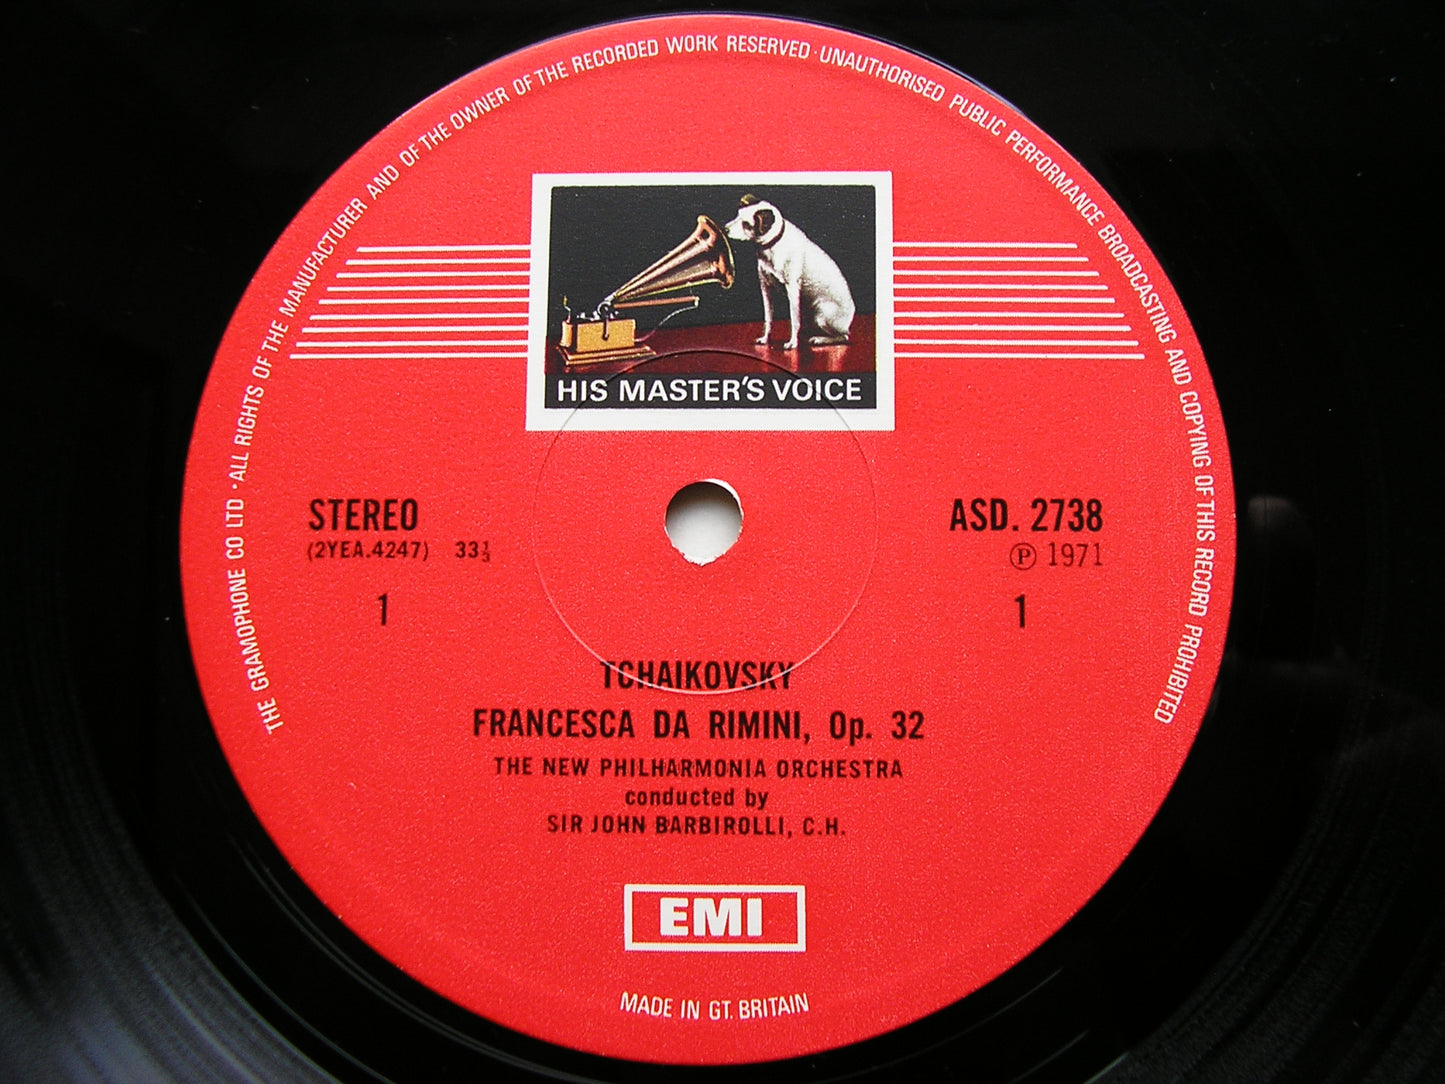 THE GRAMOPHONE CO LTD · ALL RIGHTS OF THE MANUFACTURER AND OF THE OWNER OF THE RECORDED WORK RESERVED · UNAUTHORISED PUBLIC PERFORMANCE BROADCASTING AND COPYING OF THIS RECORD PROHIBITED
HIS MASTER'S VOICE
STEREO
(2YEA.4247) 33⅓
1
ASD. 2738
Ⓟ 1971
1
TCHAIKOVSKY
FRANCESCA DA RIMINI, Op. 32
THE NEW PHILHARMONIA ORCHESTRA
conducted by
SIR JOHN BARBIROLLI, C.H.
EMI
MADE IN GT. BRITAIN